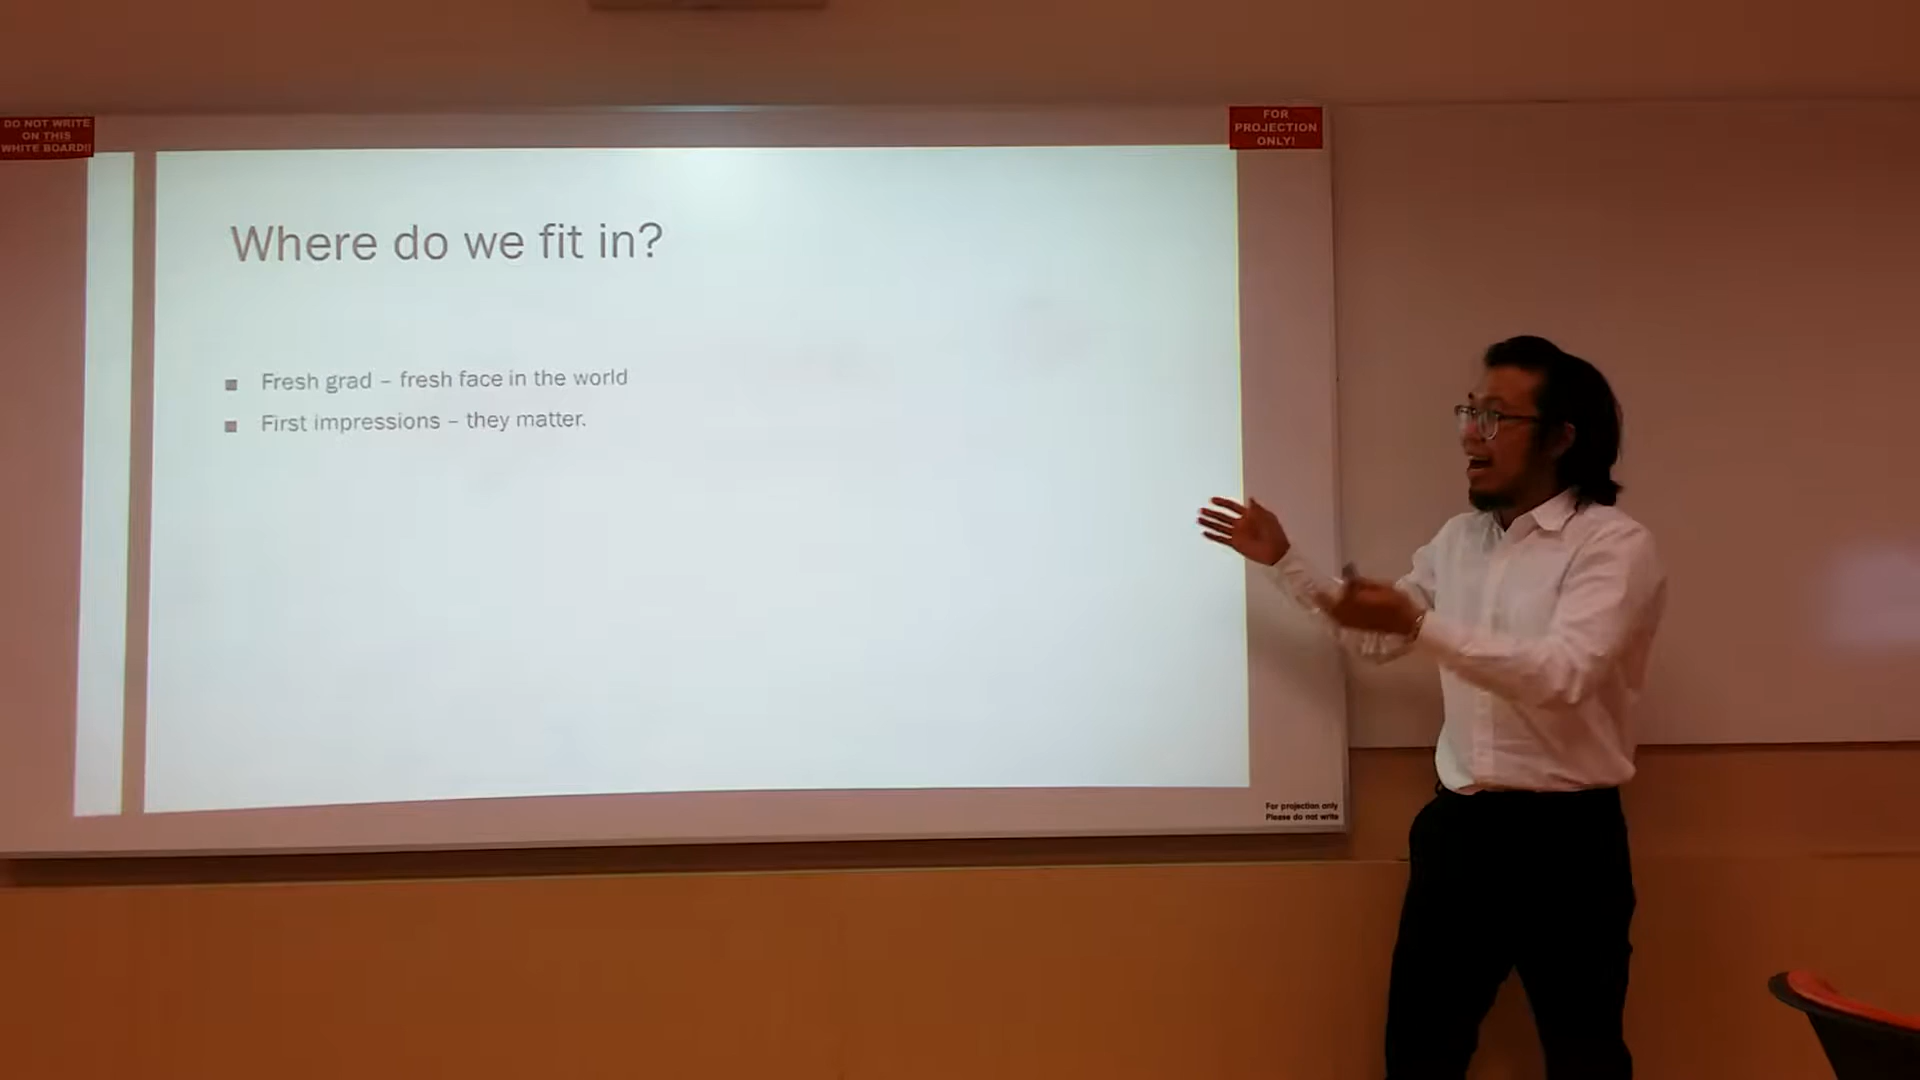 DO NOT WRITE
ON THIS
WHITE BOARD!!
FOR
PROJECTION
ONLY!
Where do we fit in?
Fresh grad – fresh face in the world
First impressions – they matter.
For projection only
Please do not write